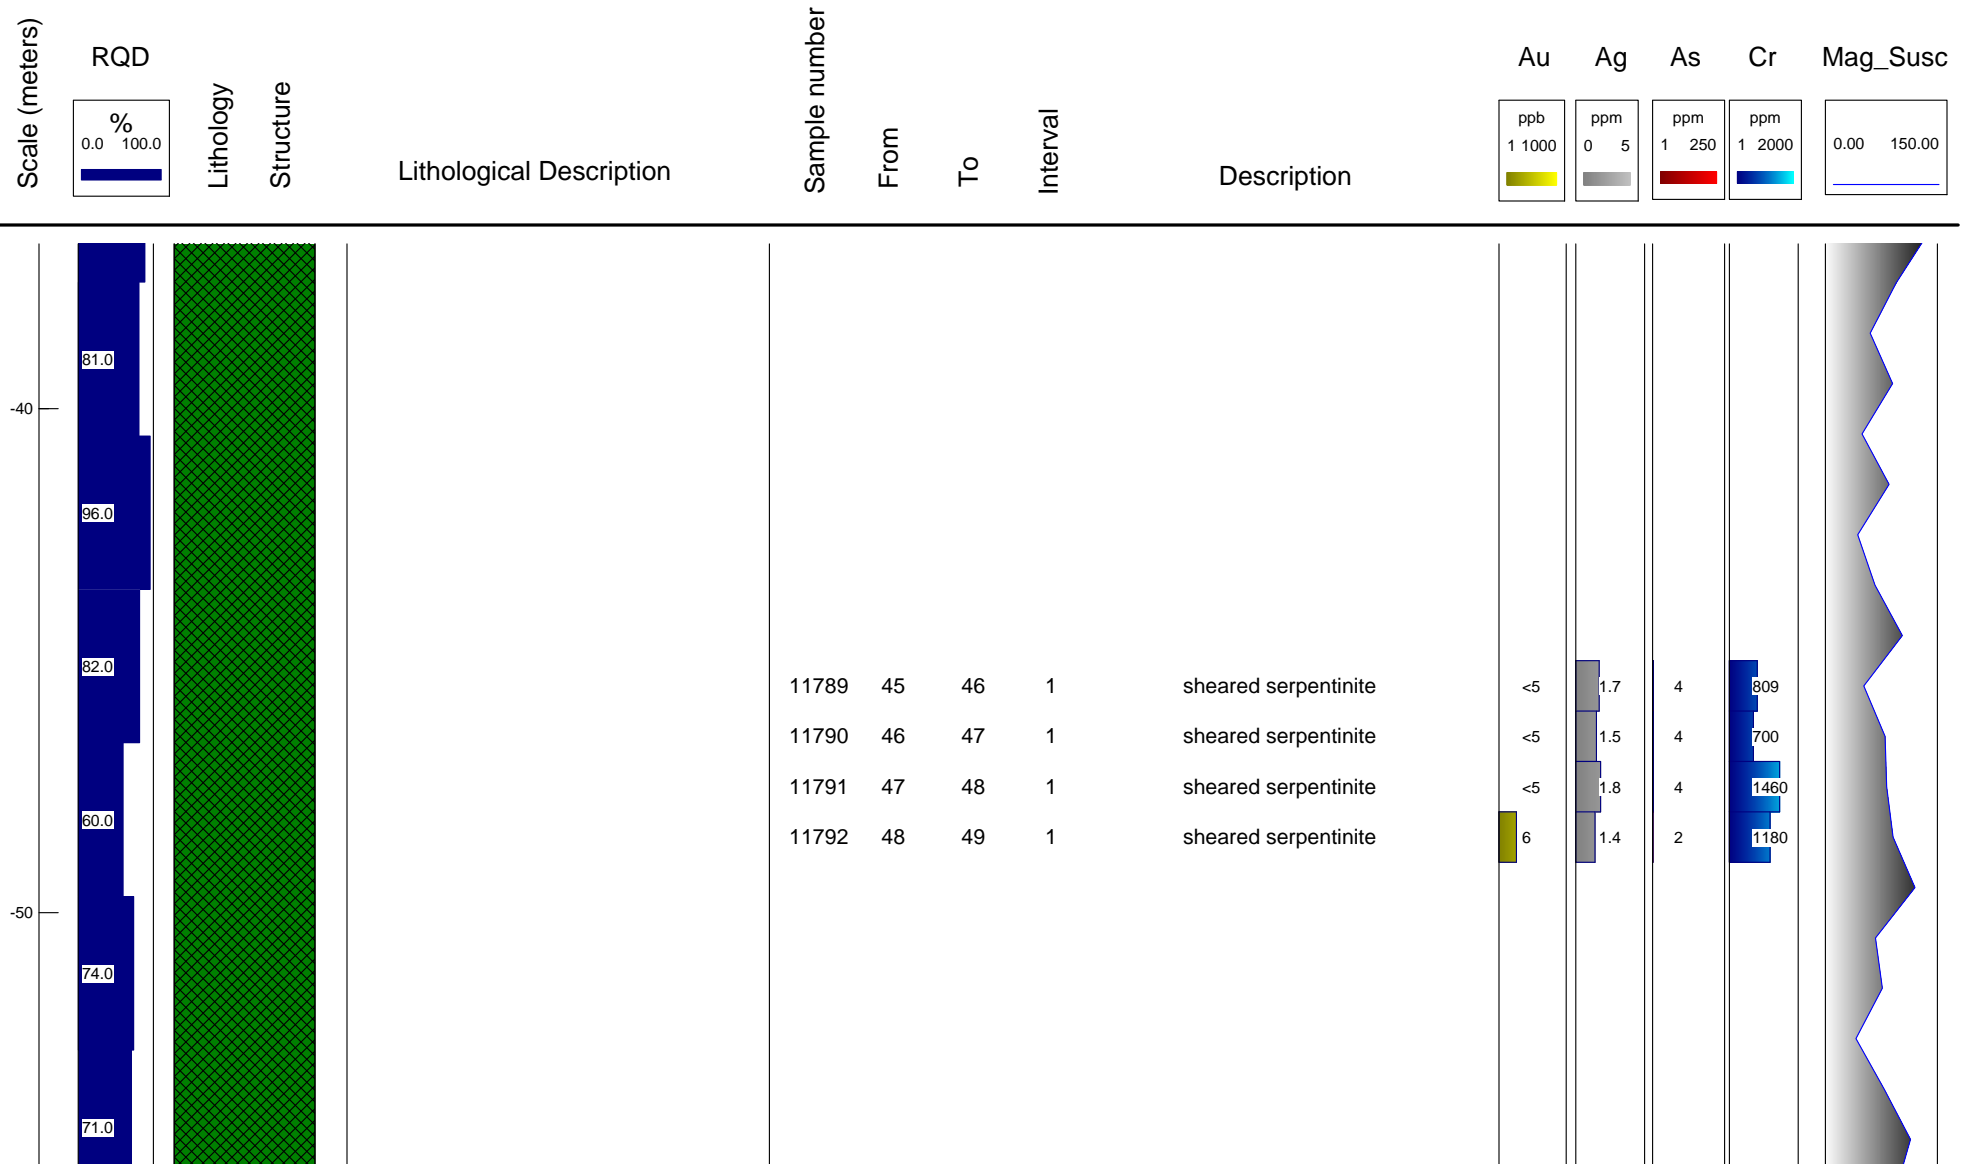 Scale (meters)
RQD
%
0.0 100.0
Lithology
Structure
Lithological Description
Sample number
From
To
Interval
Description
Au
ppb
1 1000
Ag
ppm
0 5
As
ppm
1 250
Cr
ppm
1 2000
Mag_Susc
0.00 150.00
81.0
-40
96.0
82.0
11789 45 46 1 sheared serpentinite <5 1.7 4 809
11790 46 47 1 sheared serpentinite <5 1.5 4 700
11791 47 48 1 sheared serpentinite <5 1.8 4 1460
60.0
11792 48 49 1 sheared serpentinite 6 1.4 2 1180
-50
74.0
71.0